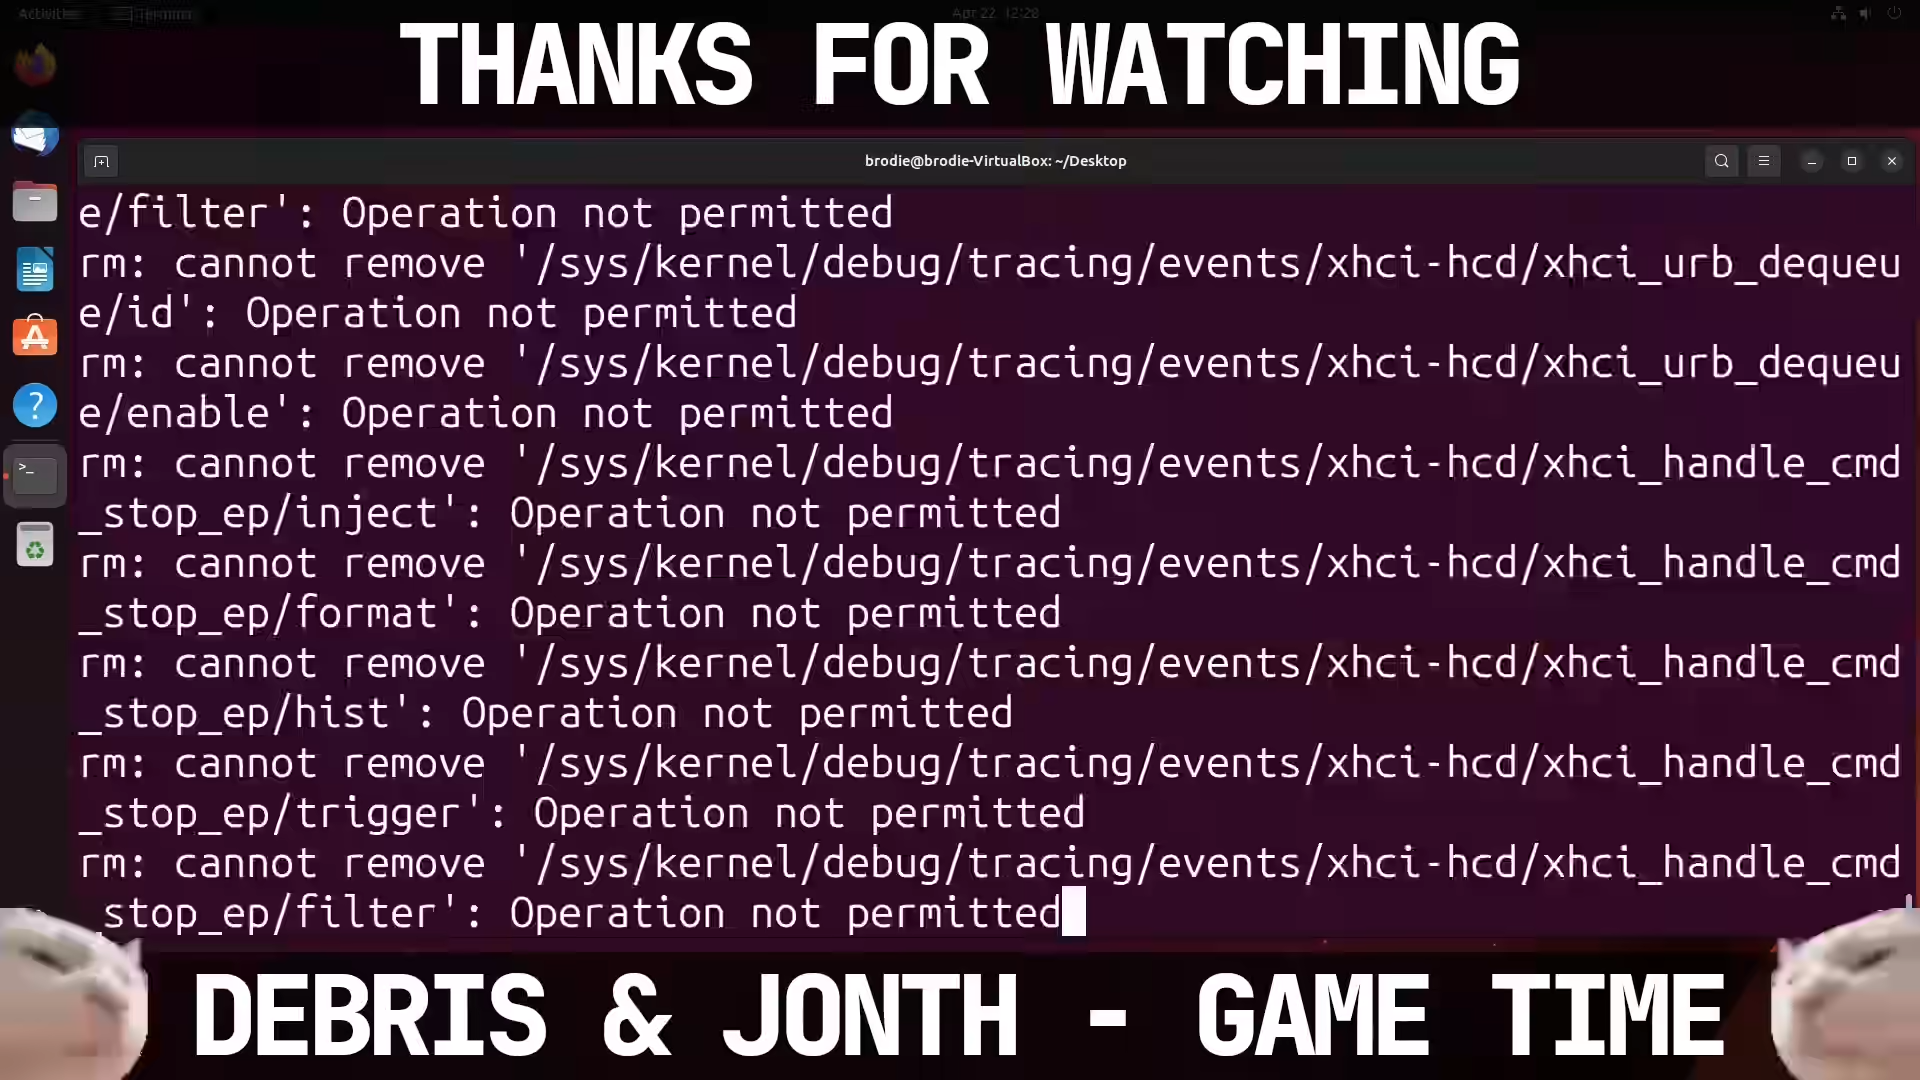 Activities Terminal Apr 22 12:20
THANKS FOR WATCHING
brodie@brodie-VirtualBox: ~/Desktop
e/filter': Operation not permitted
rm: cannot remove '/sys/kernel/debug/tracing/events/xhci-hcd/xhci_urb_dequeu
e/id': Operation not permitted
rm: cannot remove '/sys/kernel/debug/tracing/events/xhci-hcd/xhci_urb_dequeu
e/enable': Operation not permitted
rm: cannot remove '/sys/kernel/debug/tracing/events/xhci-hcd/xhci_handle_cmd
_stop_ep/inject': Operation not permitted
rm: cannot remove '/sys/kernel/debug/tracing/events/xhci-hcd/xhci_handle_cmd
_stop_ep/format': Operation not permitted
rm: cannot remove '/sys/kernel/debug/tracing/events/xhci-hcd/xhci_handle_cmd
_stop_ep/hist': Operation not permitted
rm: cannot remove '/sys/kernel/debug/tracing/events/xhci-hcd/xhci_handle_cmd
_stop_ep/trigger': Operation not permitted
rm: cannot remove '/sys/kernel/debug/tracing/events/xhci-hcd/xhci_handle_cmd
_stop_ep/filter': Operation not permitted
DEBRIS & JONTH - GAME TIME